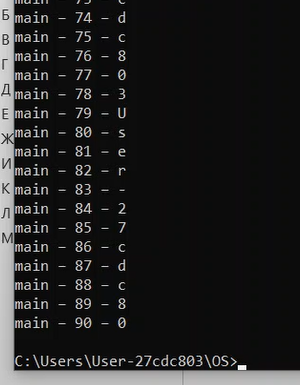 Б
В
Г
Д
Е
Ж
И
К
Л
М
main – 74 – d
main – 75 – c
main – 76 – 8
main – 77 – 0
main – 78 – 3
main – 79 – U
main – 80 – s
main – 81 – e
main – 82 – r
main – 83 – -
main – 84 – 2
main – 85 – 7
main – 86 – c
main – 87 – d
main – 88 – c
main – 89 – 8
main – 90 – 0
C:\Users\User-27cdc803\OS>